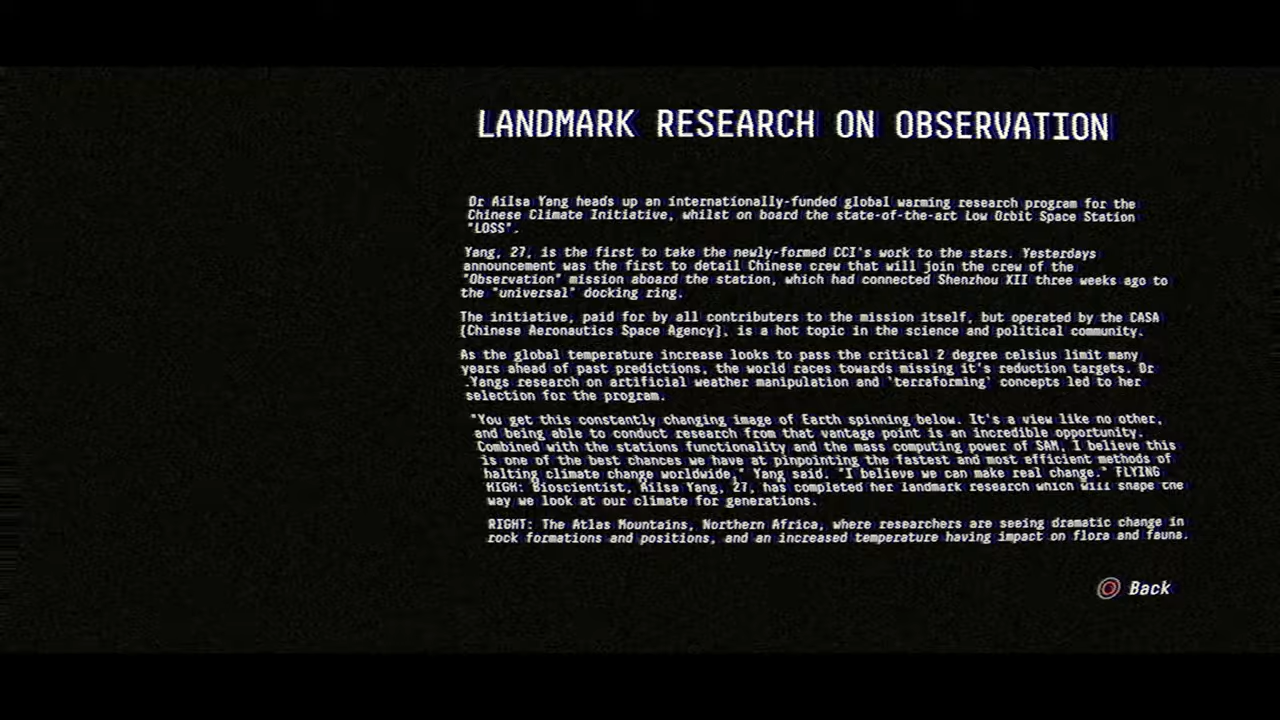 LANDMARK RESEARCH ON OBSERVATION
Dr Ailsa Yang heads up an internationally-funded global warming research program for the
Chinese Climate Initiative, whilst on board the state-of-the-art Low Orbit Space Station
"LOSS".
Yang, 27, is the first to take the newly-formed CCI's work to the stars. Yesterdays
announcement was the first to detail Chinese crew that will join the crew of the
"Observation" mission aboard the station, which had connected Shenzhou XII three weeks ago to
the "universal" docking ring.
The initiative, paid for by all contributers to the mission itself, but operated by the CASA
(Chinese Aeronautics Space Agency), is a hot topic in the science and political community.
As the global temperature increase looks to pass the critical 2 degree celsius limit many
years ahead of past predictions, the world races towards missing it's reduction targets. Dr
.Yangs research on artificial weather manipulation and 'terraforming' concepts led to her
selection for the program.
"You get this constantly changing image of Earth spinning below. It's a view like no other,
and being able to conduct research from that vantage point is an incredible opportunity.
Combined with the stations functionality and the mass computing power of SAM, I believe this
is one of the best chances we have at pinpointing the fastest and most efficient methods of
halting climate change worldwide," Yang said. "I believe we can make real change." FLYING
HIGH: Bioscientist, Ailsa Yang, 27, has completed her landmark research which will shape the
way we look at our climate for generations.
RIGHT: The Atlas Mountains, Northern Africa, where researchers are seeing dramatic change in
rock formations and positions, and an increased temperature having impact on flora and fauna.
Back